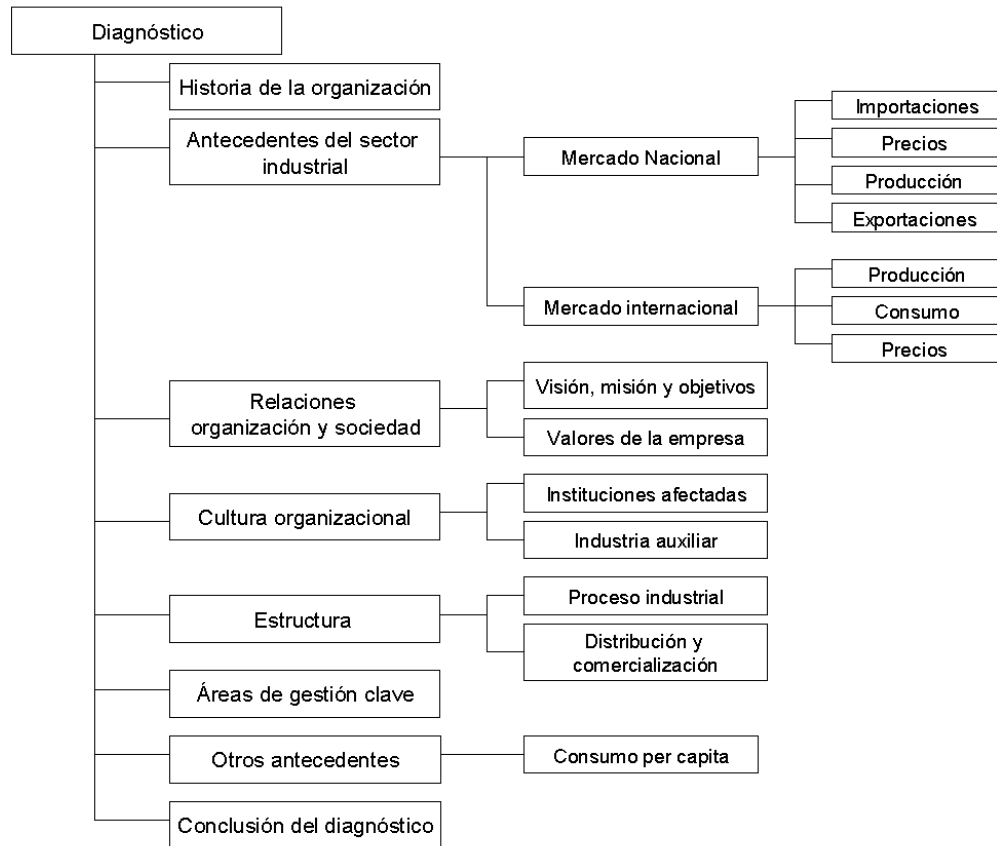 Diagnóstico
Historia de la organización
Antecedentes del sector
industrial
Mercado Nacional
Importaciones
Precios
Producción
Exportaciones
Mercado internacional
Producción
Consumo
Precios
Relaciones
organización y sociedad
Visión, misión y objetivos
Valores de la empresa
Cultura organizacional
Instituciones afectadas
Industria auxiliar
Estructura
Proceso industrial
Distribución y
comercialización
Áreas de gestión clave
Otros antecedentes
Consumo per capita
Conclusión del diagnóstico